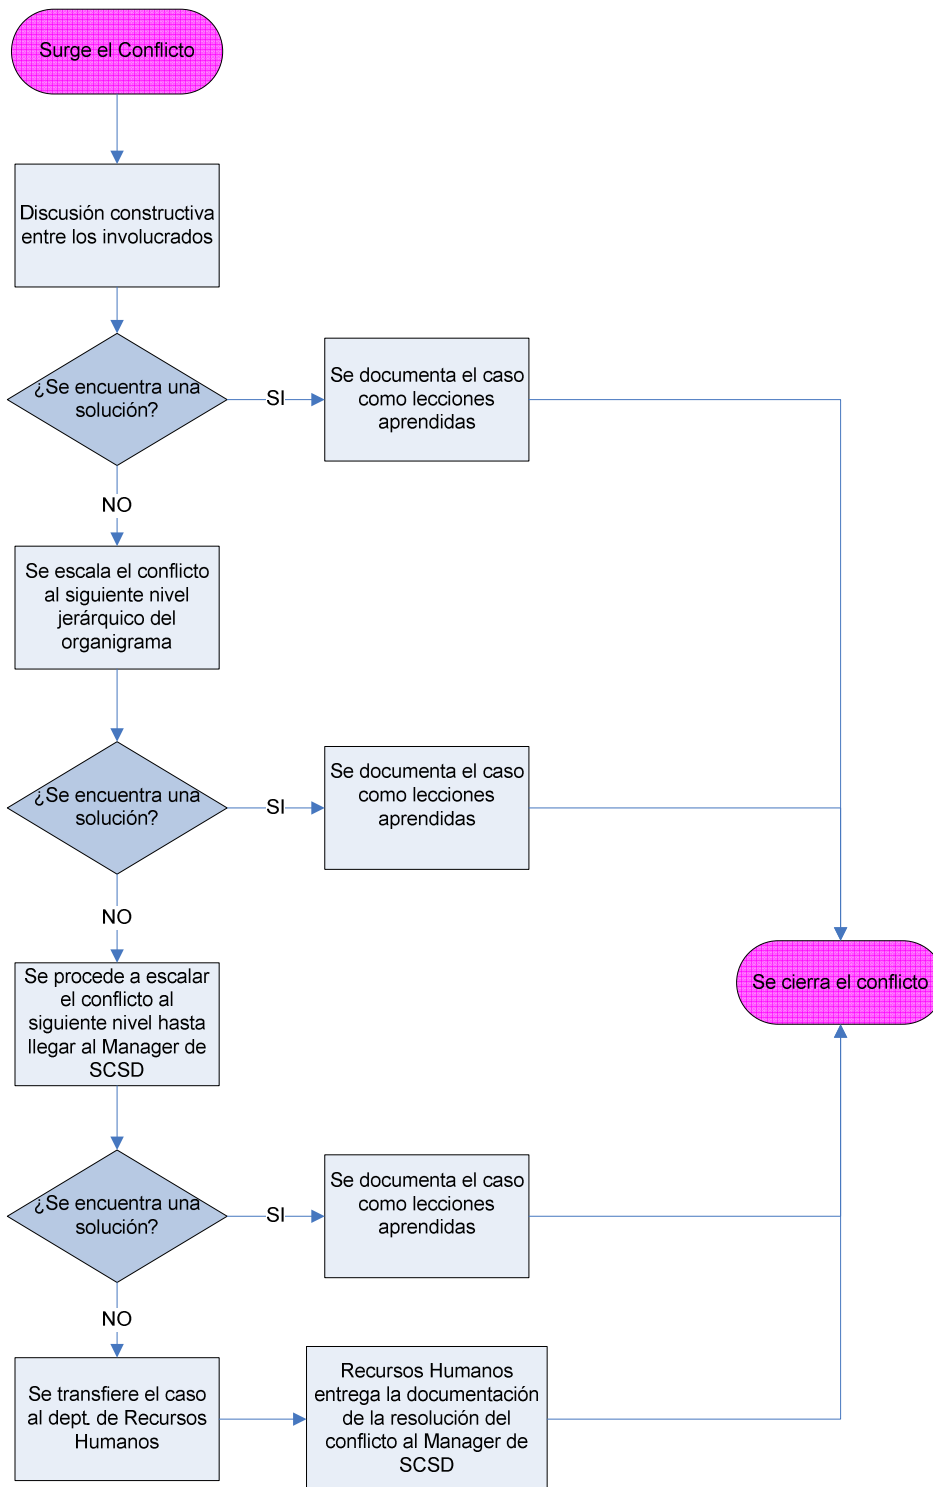 Surge el Conflicto
Discusión constructiva
entre los involucrados
¿Se encuentra una
solución?
SI
Se documenta el caso
como lecciones
aprendidas
NO
Se escala el conflicto
al siguiente nivel
jerárquico del
organigrama
¿Se encuentra una
solución?
SI
Se documenta el caso
como lecciones
aprendidas
NO
Se procede a escalar
el conflicto al
siguiente nivel hasta
llegar al Manager de
SCSD
Se cierra el conflicto
¿Se encuentra una
solución?
SI
Se documenta el caso
como lecciones
aprendidas
NO
Se transfiere el caso
al dept. de Recursos
Humanos
Recursos Humanos
entrega la documentación
de la resolución del
conflicto al Manager de
SCSD